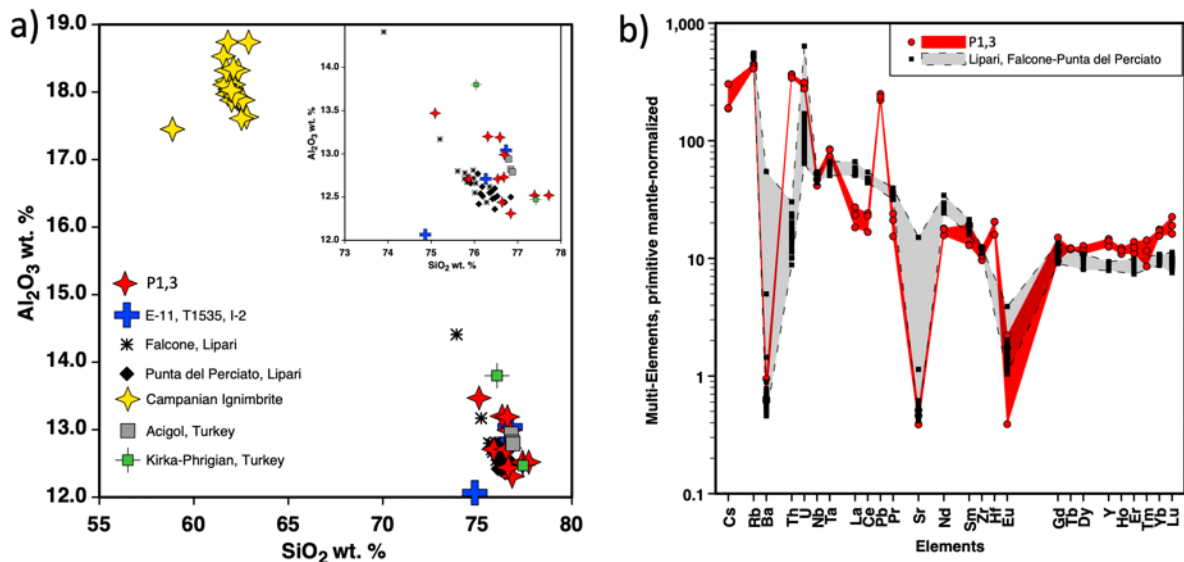 a)
Al2O3 wt. %
19.0
18.0
17.0
16.0
15.0
14.0
13.0
12.0
55 60 65 70 75 80
SiO2 wt. %
P1,3
E-11, T1535, I-2
Falcone, Lipari
Punta del Perciato, Lipari
Campanian Ignimbrite
Acigol, Turkey
Kirka-Phrigian, Turkey
Al2O3 wt. %
14.0
13.5
13.0
12.5
12.0
73 74 75 76 77 78
SiO2 wt. %
b)
Multi-Elements, primitive mantle-normalized
1,000
100
10
1
0.1
P1,3
Lipari, Falcone-Punta del Perciato
Cs Rb Ba Th U Nb Ta La Ce Pb Pr Sr Nd Sm Zr Hf Eu Gd Tb Dy Y Ho Er Tm Yb Lu
Elements